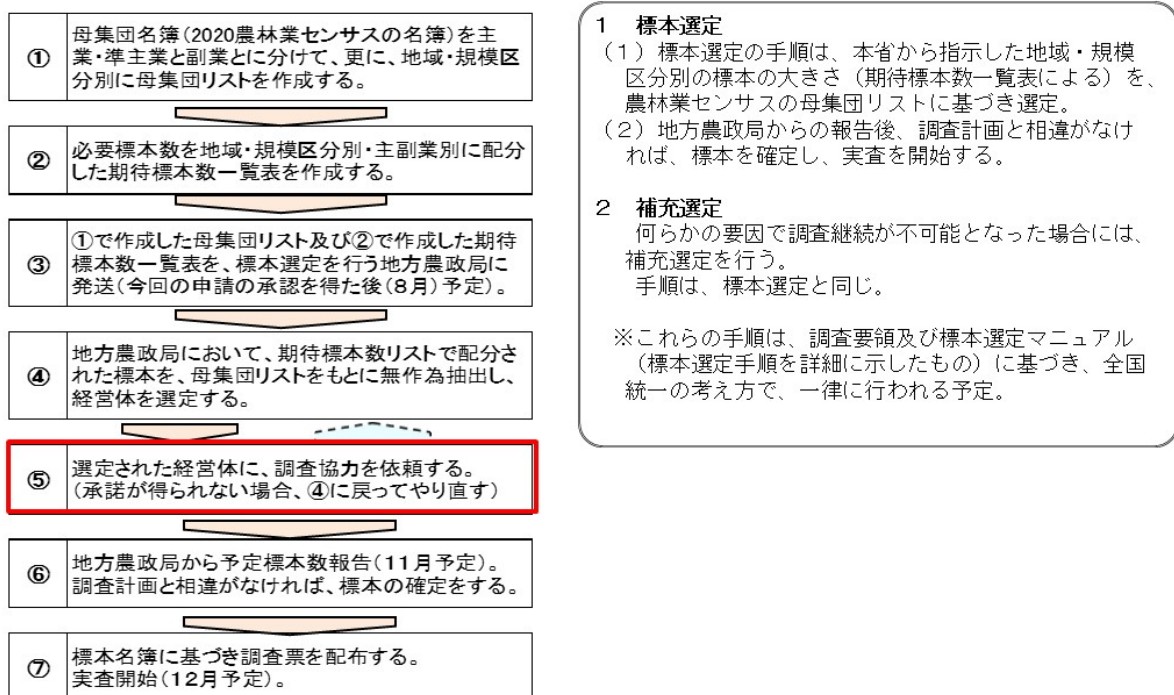 ①
母集団名簿(2020農林業センサスの名簿)を主
業・準主業と副業とに分けて、更に、地域・規模区
分別に母集団リストを作成する。
②
必要標本数を地域・規模区分別・主副業別に配分
した期待標本数一覧表を作成する。
③
①で作成した母集団リスト及び②で作成した期待
標本数一覧表を、標本選定を行う地方農政局に
発送(今回の申請の承認を得た後(8月)予定)。
④
地方農政局において、期待標本数リストで配分さ
れた標本を、母集団リストをもとに無作為抽出し、
経営体を選定する。
⑤
選定された経営体に、調査協力を依頼する。
(承諾が得られない場合、④に戻ってやり直す)
⑥
地方農政局から予定標本数報告(11月予定)。
調査計画と相違がなければ、標本の確定をする。
⑦
標本名簿に基づき調査票を配布する。
実査開始(12月予定)。
1 標本選定
(1)標本選定の手順は、本省から指示した地域・規模
区分別の標本の大きさ(期待標本数一覧表による)を、
農林業センサスの母集団リストに基づき選定。
(2)地方農政局からの報告後、調査計画と相違がなけ
れば、標本を確定し、実査を開始する。
2 補充選定
何らかの要因で調査継続が不可能となった場合には、
補充選定を行う。
手順は、標本選定と同じ。
※これらの手順は、調査要領及び標本選定マニュアル
(標本選定手順を詳細に示したもの)に基づき、全国
統一の考え方で、一律に行われる予定。